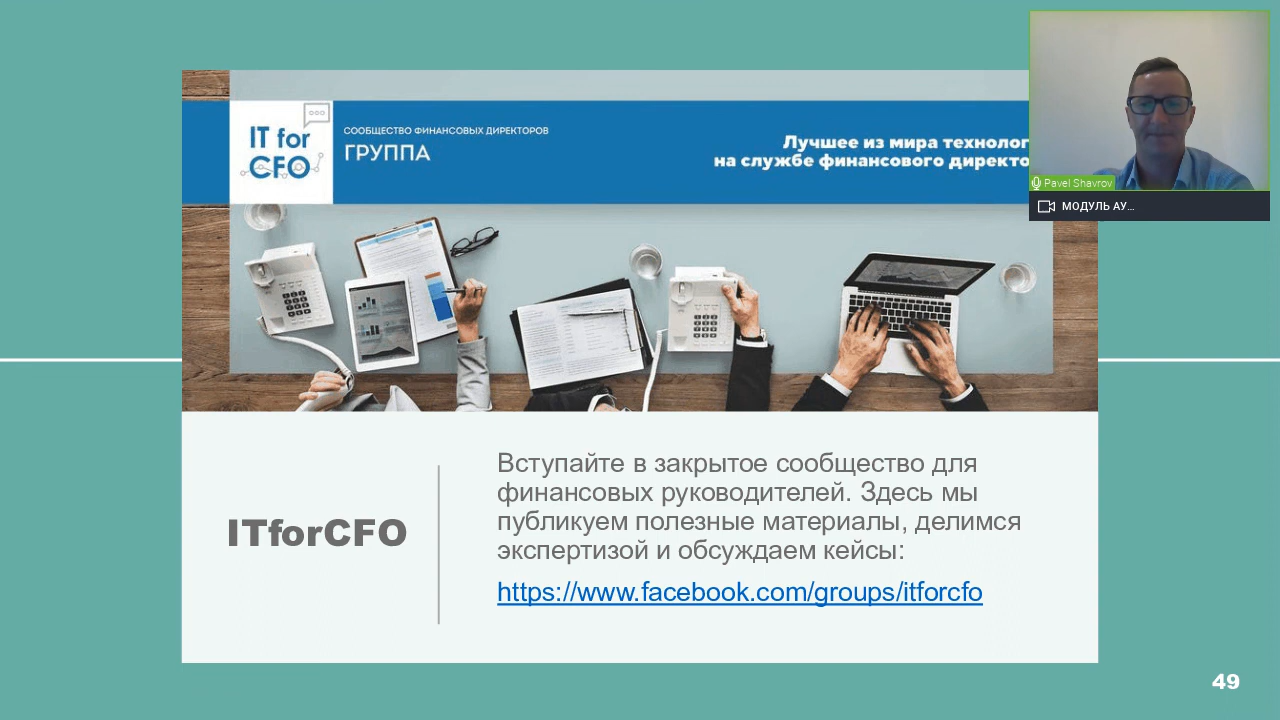 IT for
CFO
СООБЩЕСТВО ФИНАНСОВЫХ ДИРЕКТОРОВ
ГРУППА
Лучшее из мира технолог
на службе финансового директо
Pavel Shavrov
МОДУЛЬ АУ...
ITforCFO
Вступайте в закрытое сообщество для
финансовых руководителей. Здесь мы
публикуем полезные материалы, делимся
экспертизой и обсуждаем кейсы:
https://www.facebook.com/groups/itforcfo
49